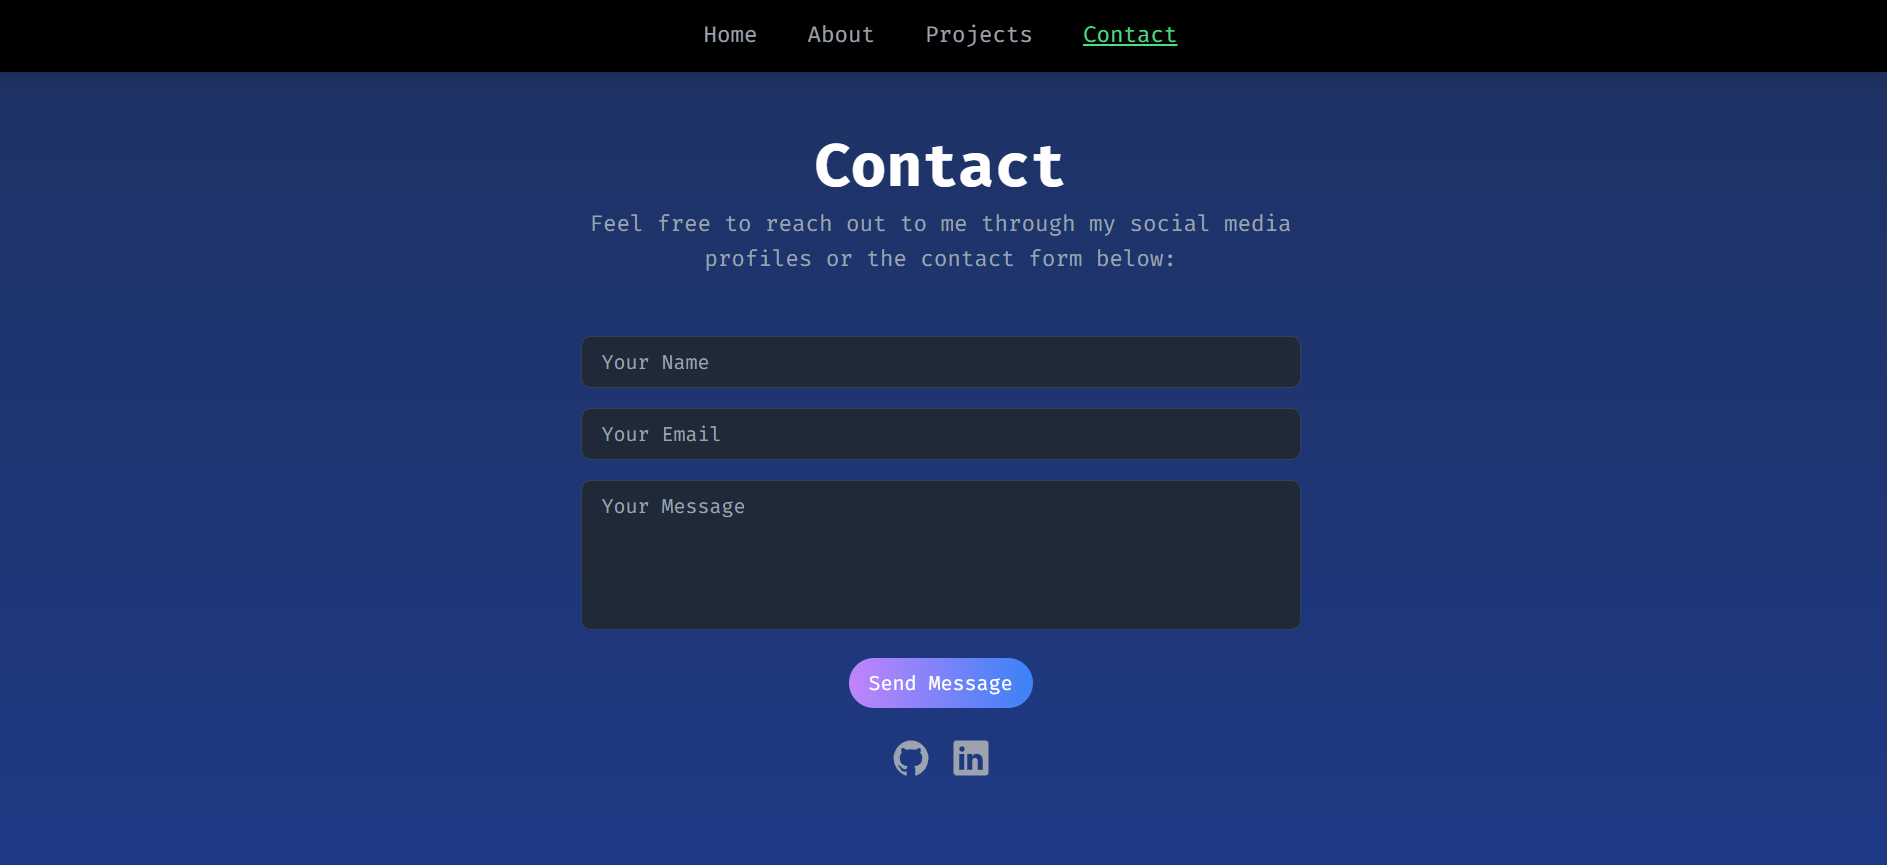 Home About Projects Contact
Contact
Feel free to reach out to me through my social media
profiles or the contact form below:
Your Name
Your Email
Your Message
Send Message
in